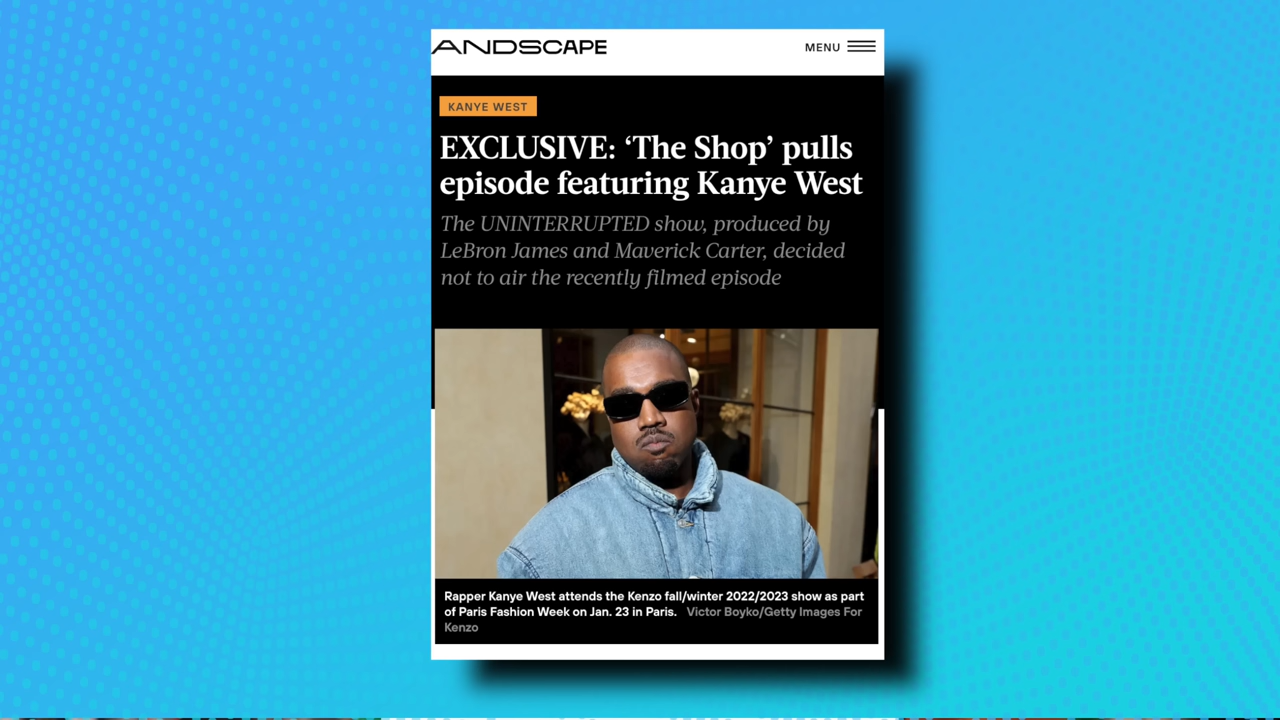 ANDSCAPE
MENU
KANYE WEST
EXCLUSIVE: ‘The Shop’ pulls
episode featuring Kanye West
The UNINTERRUPTED show, produced by
LeBron James and Maverick Carter, decided
not to air the recently filmed episode
Rapper Kanye West attends the Kenzo fall/winter 2022/2023 show as part
of Paris Fashion Week on Jan. 23 in Paris. Victor Boyko/Getty Images For
Kenzo